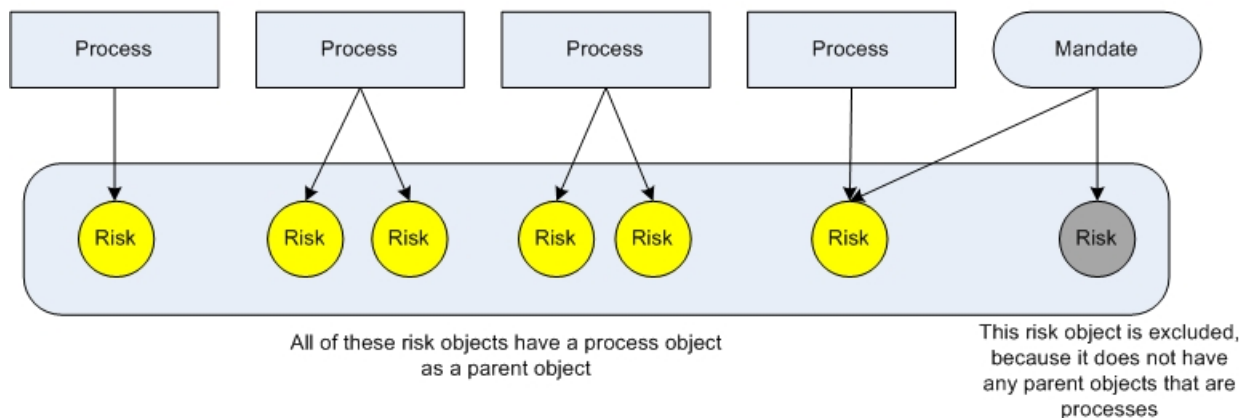 Process
Process
Process
Process
Mandate
Risk
Risk
Risk
Risk
Risk
Risk
Risk
All of these risk objects have a process object
as a parent object
This risk object is excluded,
because it does not have
any parent objects that are
processes